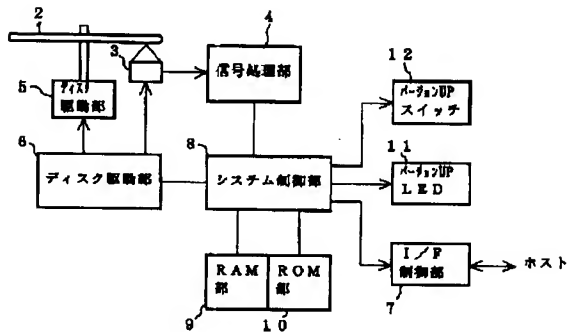 2
3
4
信号処理部
5
ディスク
駆動部
6
ディスク駆動部
8
システム制御部
12
バージョンUP
スイッチ
11
バージョンUP
LED
I/F
制御部
7
ホスト
RAM
部
9
ROM
部
10